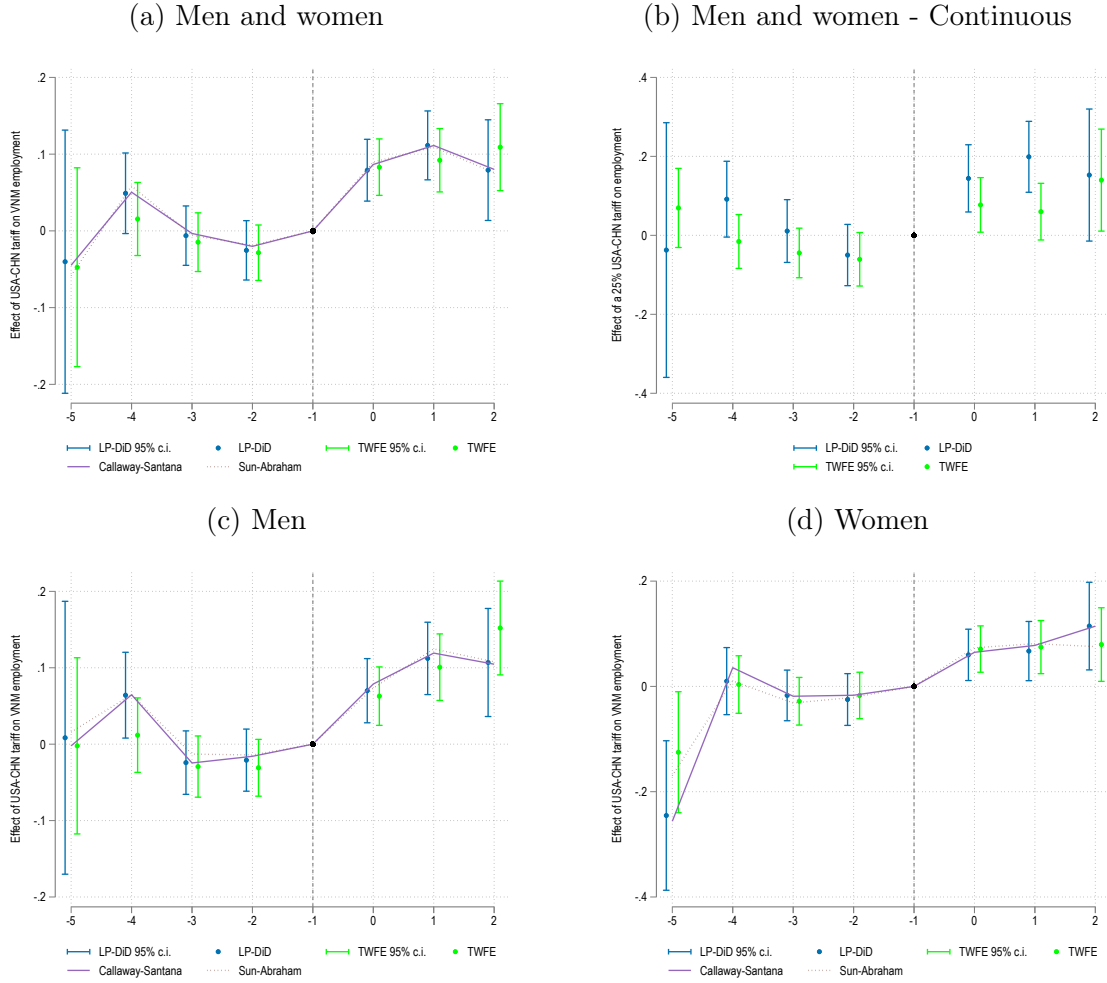 (a) Men and women
(b) Men and women - Continuous
Effect of USA-CHN tariff on VNM employment
.2
.1
0
-.1
-.2
-5 -4 -3 -2 -1 0 1 2
LP-DiD 95% c.i. LP-DiD TWFE 95% c.i. TWFE
Callaway-Santana Sun-Abraham
Effect of a 25% USA-CHN tariff on employment
.4
.2
0
-.2
-.4
-5 -4 -3 -2 -1 0 1 2
LP-DiD 95% c.i. LP-DiD
TWFE 95% c.i. TWFE
(c) Men
(d) Women
Effect of USA-CHN tariff on VNM employment
.2
.1
0
-.1
-.2
-5 -4 -3 -2 -1 0 1 2
LP-DiD 95% c.i. LP-DiD TWFE 95% c.i. TWFE
Callaway-Santana Sun-Abraham
Effect of USA-CHN tariff on VNM employment
.2
0
-.2
-.4
-5 -4 -3 -2 -1 0 1 2
LP-DiD 95% c.i. LP-DiD TWFE 95% c.i. TWFE
Callaway-Santana Sun-Abraham